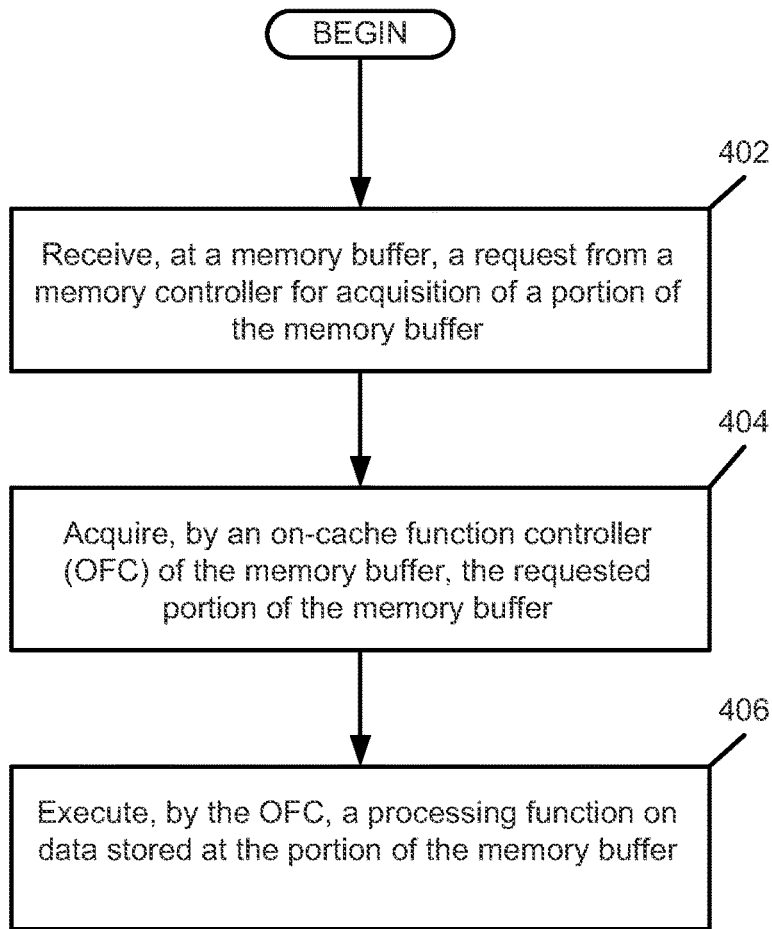 BEGIN
402
Receive, at a memory buffer, a request from a
memory controller for acquisition of a portion of
the memory buffer
404
Acquire, by an on-cache function controller
(OFC) of the memory buffer, the requested
portion of the memory buffer
406
Execute, by the OFC, a processing function on
data stored at the portion of the memory buffer